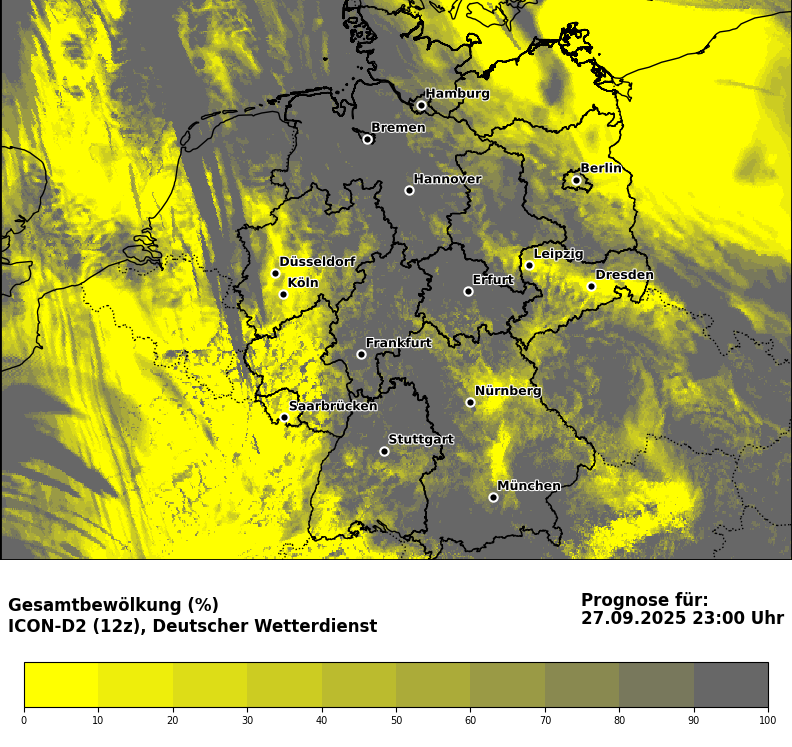 Hamburg
Bremen
Berlin
Hannover
Düsseldorf
Leipzig
Köln
Erfurt
Dresden
Frankfurt
Nürnberg
Saarbrücken
Stuttgart
München
Gesamtbewölkung (%)
ICON-D2 (12z), Deutscher Wetterdienst
Prognose für:
27.09.2025 23:00 Uhr
0 10 20 30 40 50 60 70 80 90 100